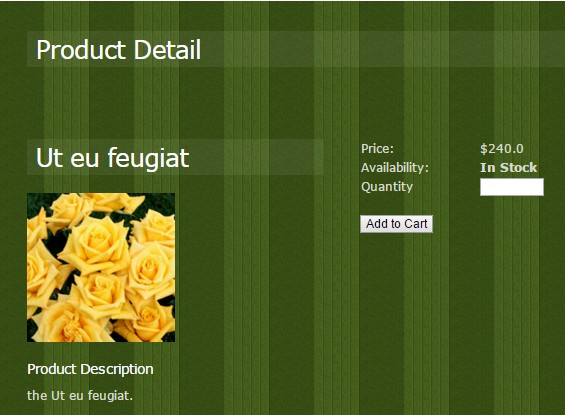 Product Detail
Ut eu feugiat
Price: $240.0
Availability: In Stock
Quantity
Add to Cart
Product Description
the Ut eu feugiat.